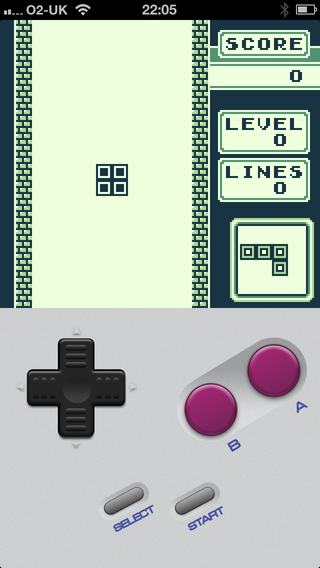 O2-UK 22:05
SCORE
0
LEVEL
0
LINES
0
A
B
SELECT START